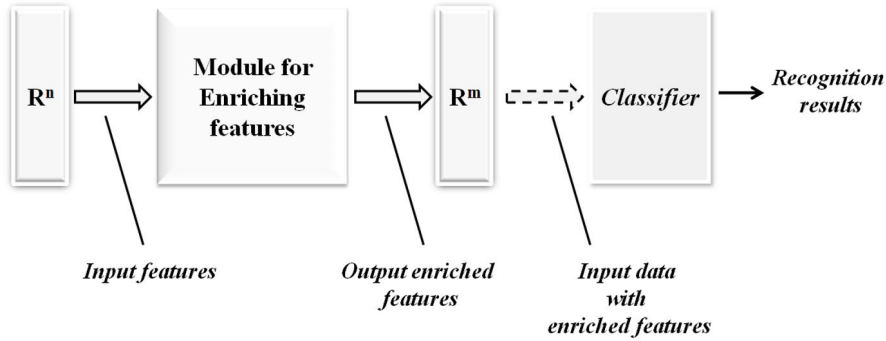 Rⁿ
Module for
Enriching
features
Rᵐ
Classifier
Recognition
results
Input features
Output enriched
features
Input data
with
enriched features